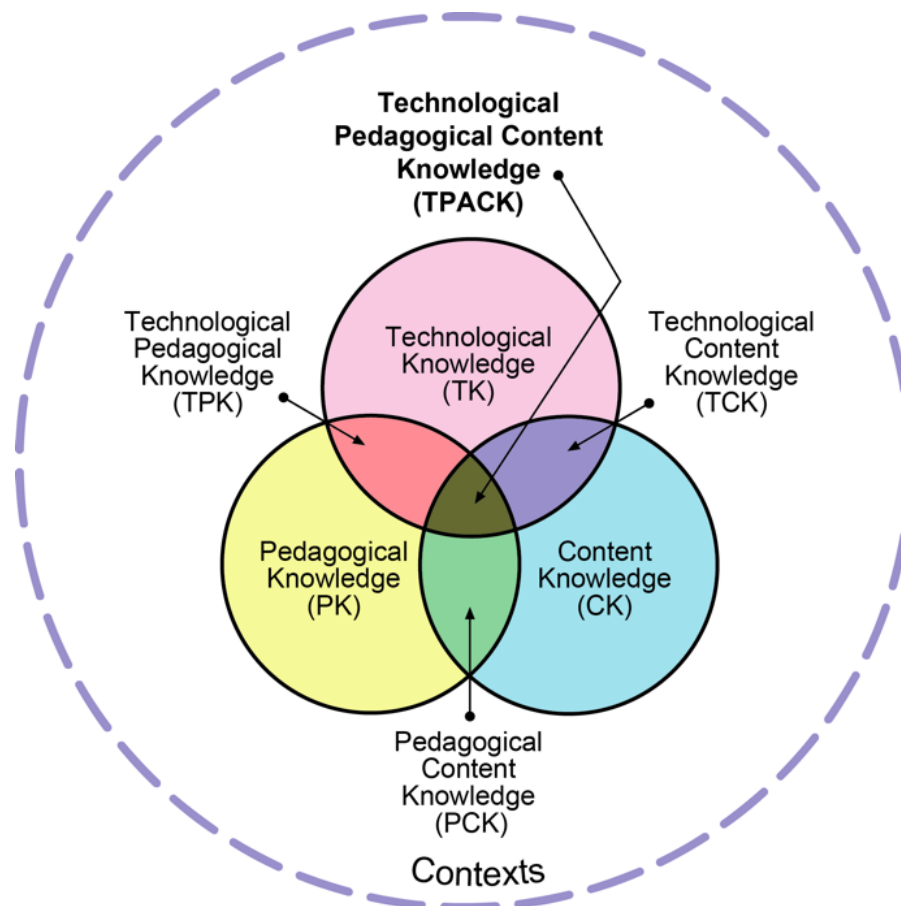 Technological
Pedagogical Content
Knowledge
(TPACK)
Technological
Pedagogical
Knowledge
(TPK)
Technological
Knowledge
(TK)
Technological
Content
Knowledge
(TCK)
Pedagogical
Knowledge
(PK)
Content
Knowledge
(CK)
Pedagogical
Content
Knowledge
(PCK)
Contexts